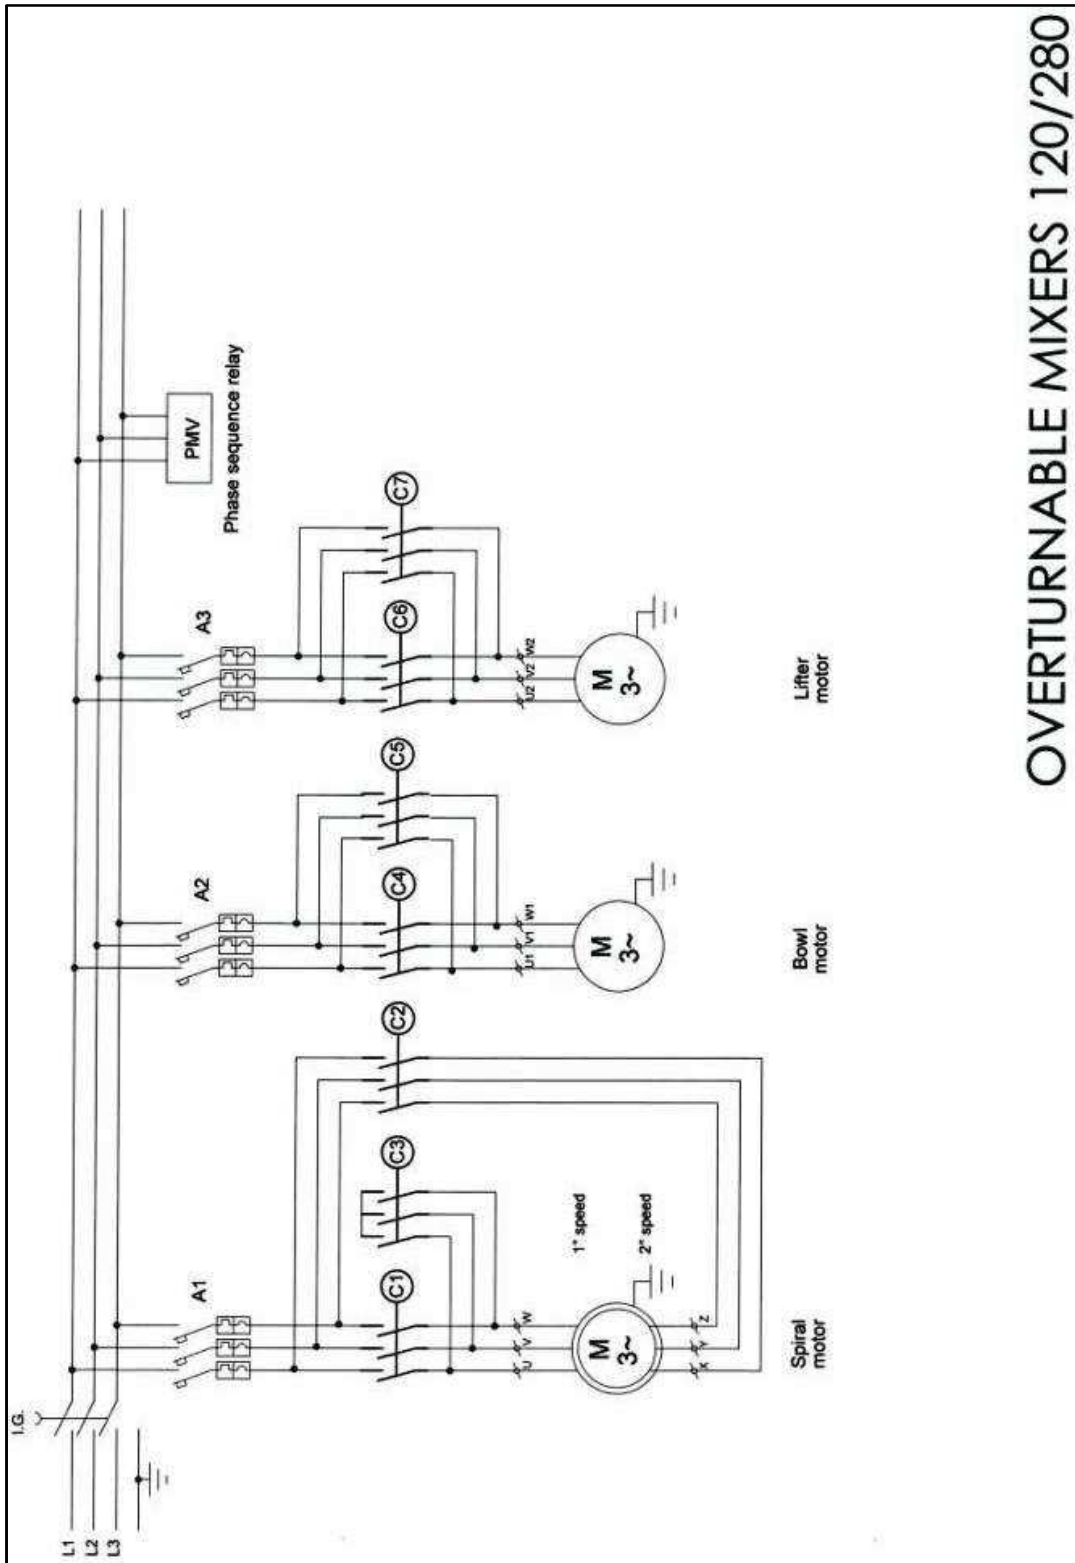 I.G.
L1
L2
L3
A1
A2
A3
PMV
Phase sequence relay
C1
C3
C2
C4
C5
C6
C7
U
V
W
U1
V1
W1
U2
V2
W2
M
3~
M
3~
M
3~
1° speed
2° speed
X
Y
Z
Spiral
motor
Bowl
motor
Lifter
motor
OVERTURNABLE MIXERS 120/280